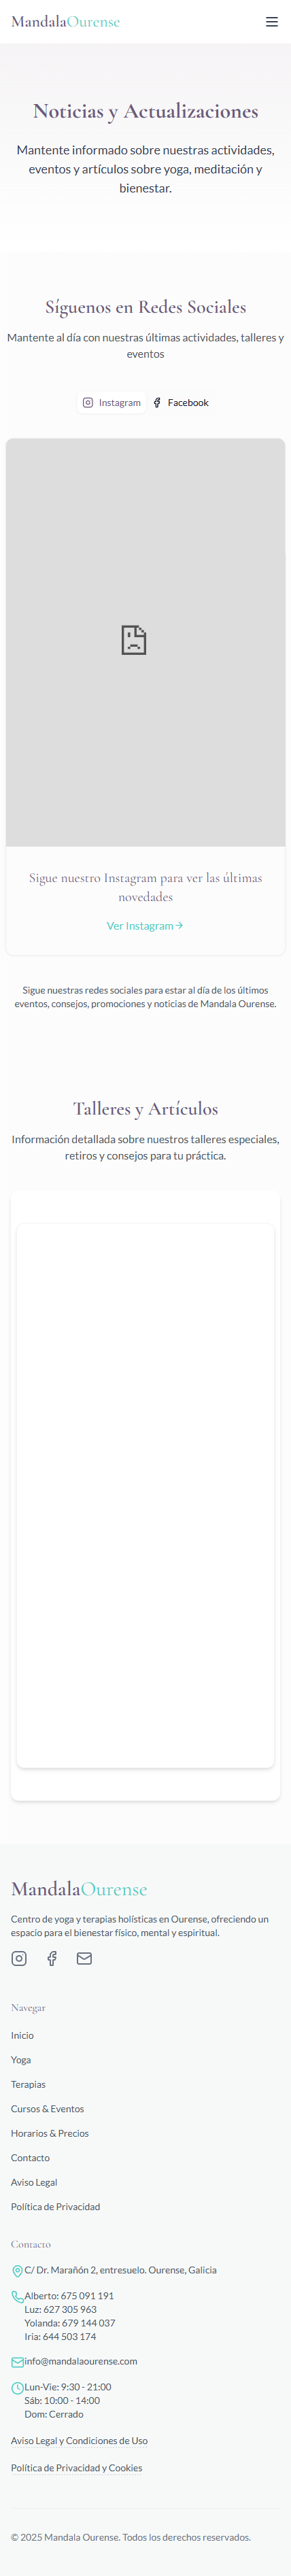 MandalaOurense
Noticias y Actualizaciones
Mantente informado sobre nuestras actividades,
eventos y artículos sobre yoga, meditación y
bienestar.
Síguenos en Redes Sociales
Mantente al día con nuestras últimas actividades, talleres y
eventos
Instagram
Facebook
Sigue nuestro Instagram para ver las últimas
novedades
Ver Instagram
Sigue nuestras redes sociales para estar al día de los últimos
eventos, consejos, promociones y noticias de Mandala Ourense.
Talleres y Artículos
Información detallada sobre nuestros talleres especiales,
retiros y consejos para tu práctica.
MandalaOurense
Centro de yoga y terapias holísticas en Ourense, ofreciendo un
espacio para el bienestar físico, mental y espiritual.
Navegar
Inicio
Yoga
Terapias
Cursos & Eventos
Horarios & Precios
Contacto
Aviso Legal
Política de Privacidad
Contacto
C/ Dr. Marañón 2, entresuelo. Ourense, Galicia
Alberto: 675 091 191
Luz: 627 305 963
Yolanda: 679 144 037
Iria: 644 503 174
info@mandalaourense.com
Lun-Vie: 9:30 - 21:00
Sáb: 10:00 - 14:00
Dom: Cerrado
Aviso Legal y Condiciones de Uso
Política de Privacidad y Cookies
© 2025 Mandala Ourense. Todos los derechos reservados.